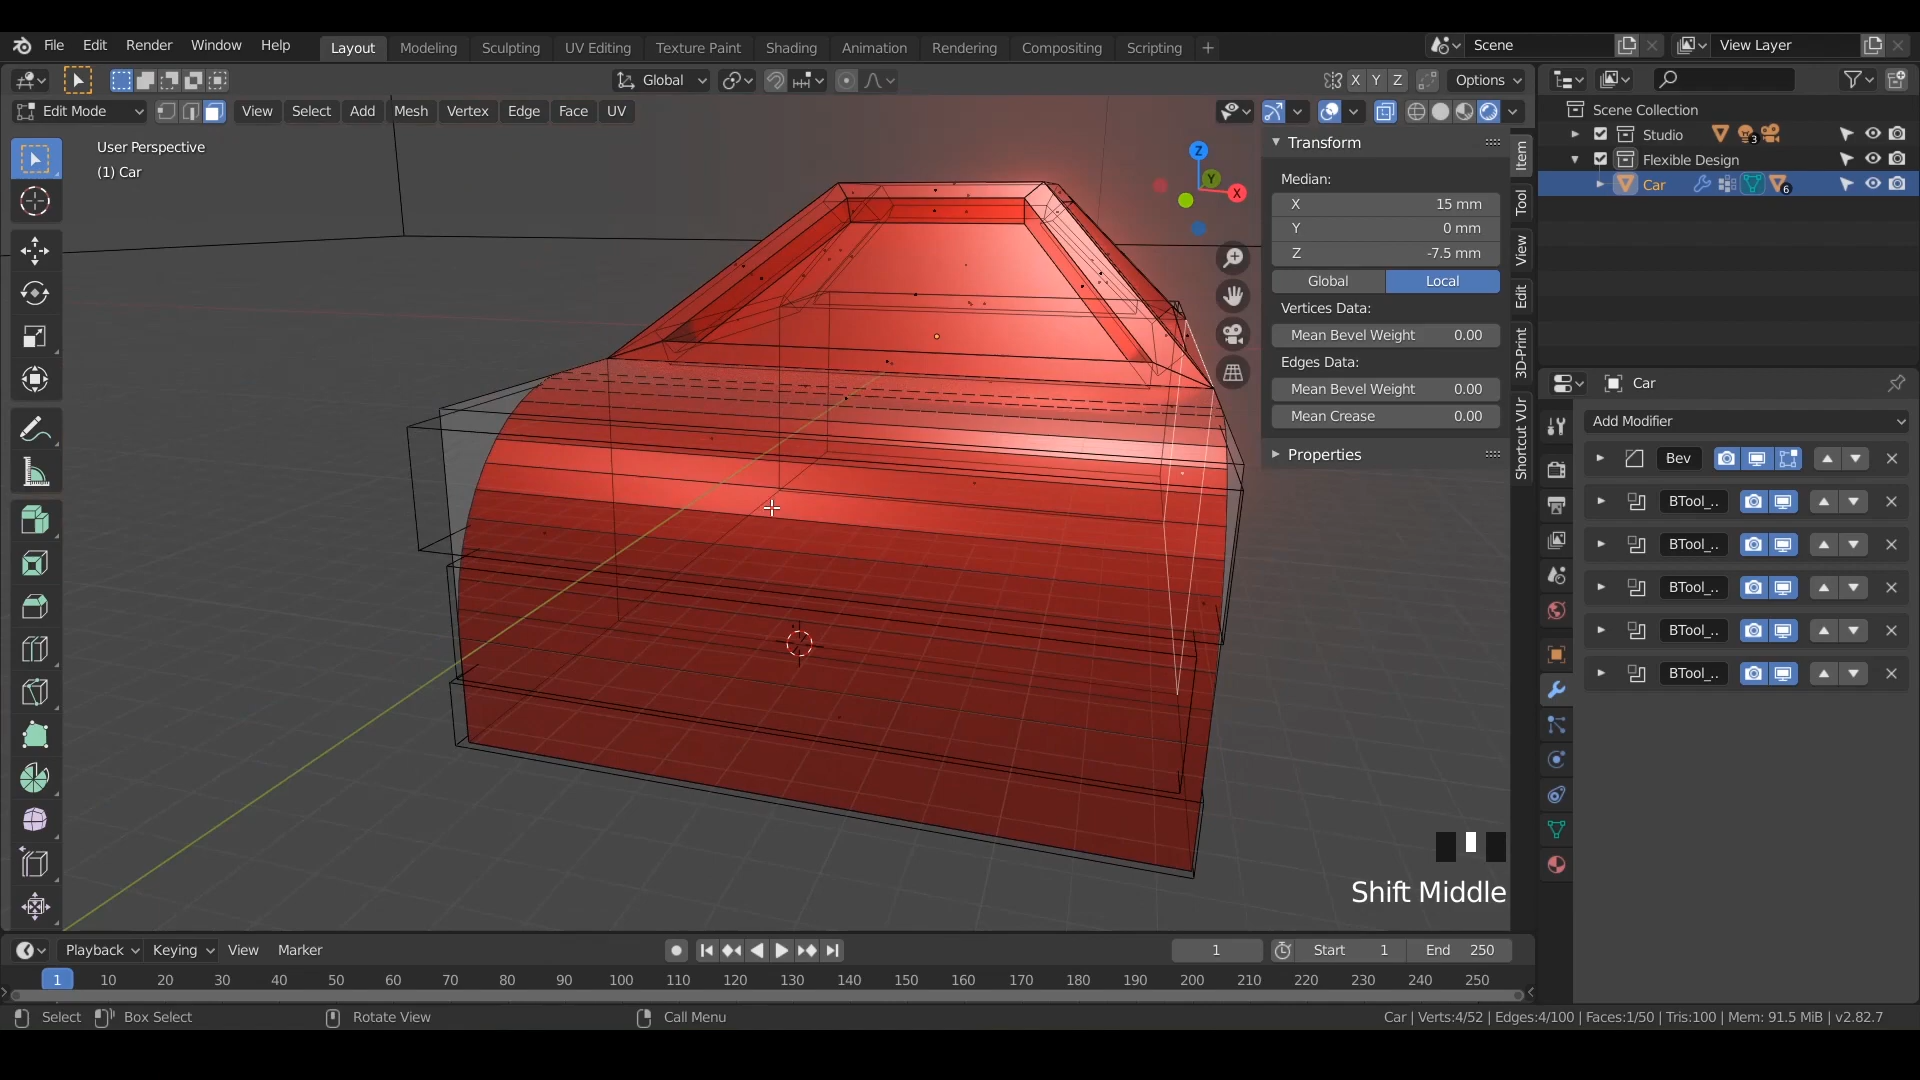 File Edit Render Window Help Layout Modeling Sculpting UV Editing Texture Paint Shading Animation Rendering Compositing Scripting + Scene View Layer
Global X Y Z Options
Edit Mode View Select Add Mesh Vertex Edge Face UV
User Perspective
(1) Car
Z
Y
X
Transform
Median:
X 15 mm
Y 0 mm
Z -7.5 mm
Global Local
Vertices Data:
Mean Bevel Weight 0.00
Edges Data:
Mean Bevel Weight 0.00
Mean Crease 0.00
Properties
Item
Tool
View
Edit
3D-Print
Shortcut VUr
Scene Collection
Studio 3
Flexible Design
Car 6
Car
Add Modifier
Bev
BTool_..
BTool_..
BTool_..
BTool_..
BTool_..
Shift Middle
Playback Keying View Marker 1 Start 1 End 250
1 10 20 30 40 50 60 70 80 90 100 110 120 130 140 150 160 170 180 190 200 210 220 230 240 250
Select Box Select Rotate View Call Menu Car | Verts:4/52 | Edges:4/100 | Faces:1/50 | Tris:100 | Mem: 91.5 MiB | v2.82.7